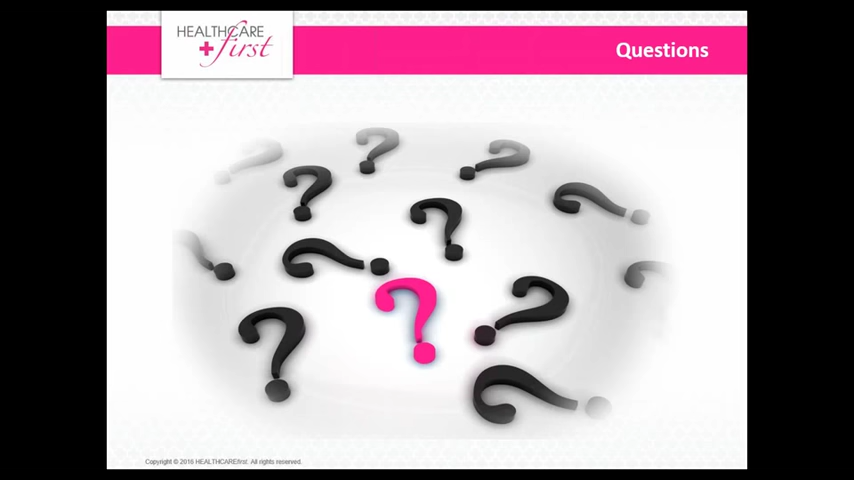 HEALTHCARE
first
Questions
Copyright © 2016 HEALTHCAREfirst. All rights reserved.